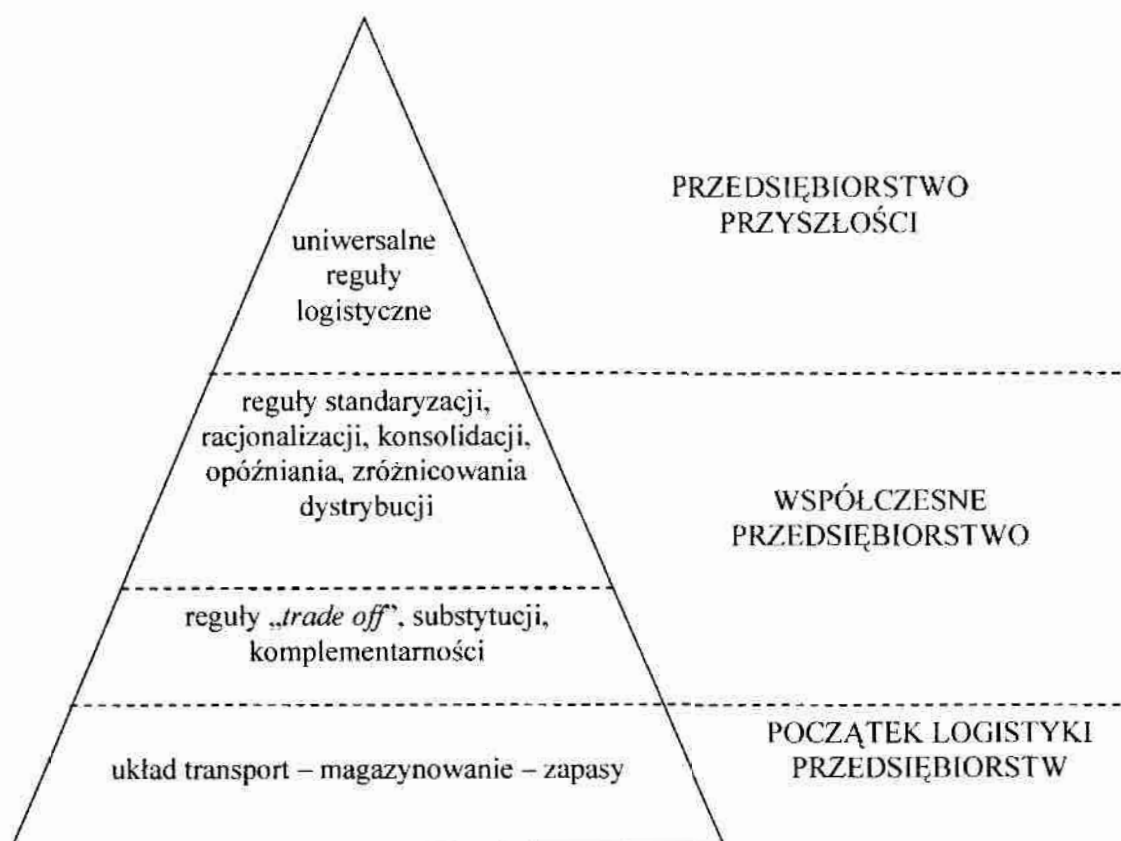 uniwersalne
reguły
logistyczne
PRZEDSIĘBIORSTWO
PRZYSZŁOŚCI
reguły standaryzacji,
racjonalizacji, konsolidacji,
opóźniania, zróżnicowania
dystrybucji
WSPÓŁCZESNE
PRZEDSIĘBIORSTWO
reguły „trade off”, substytucji,
komplementarności
układ transport – magazynowanie – zapasy
POCZĄTEK LOGISTYKI
PRZEDSIĘBIORSTW